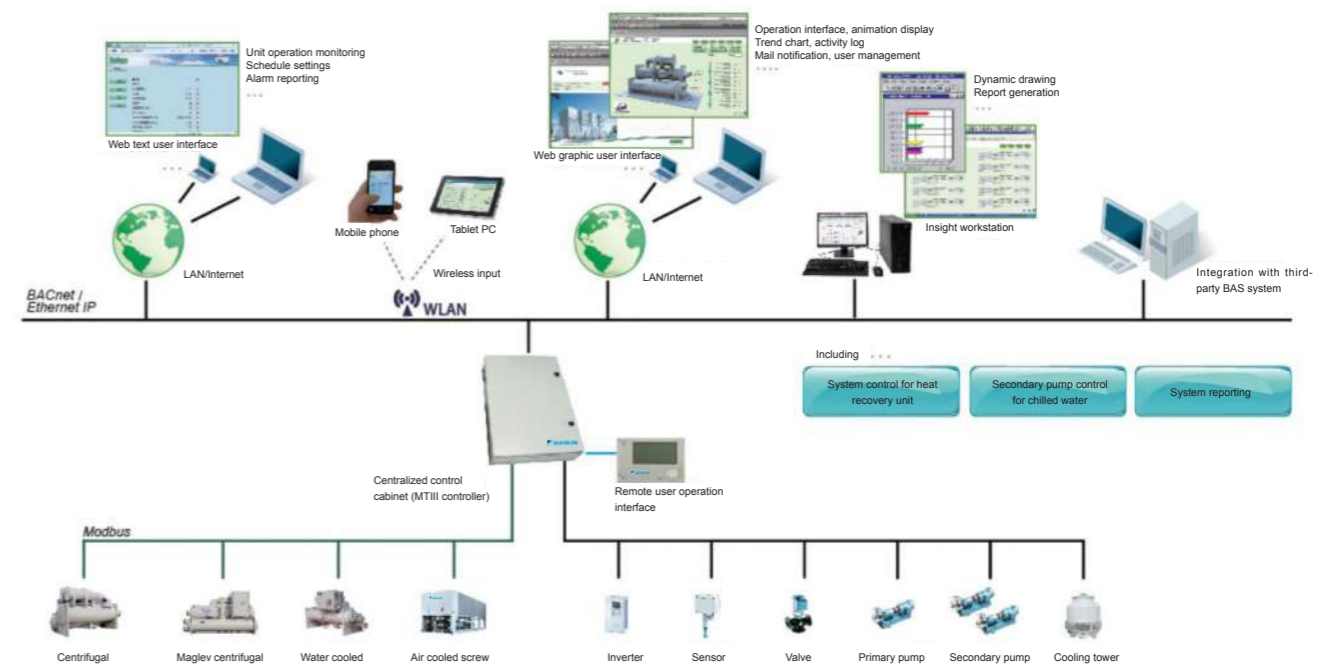 Unit operation monitoring
Schedule settings
Alarm reporting
Web text user interface
Operation interface, animation display
Trend chart, activity log
Mail notification, user management
Web graphic user interface
Dynamic drawing
Report generation
Insight workstation
Mobile phone
Tablet PC
LAN/Internet
Wireless input
LAN/Internet
Integration with third-
party BAS system
BACnet /
Ethernet IP
WLAN
Including
System control for heat
recovery unit
Secondary pump control
for chilled water
System reporting
DAIKIN
Centralized control
cabinet (MTIII controller)
Remote user operation
interface
Modbus
Centrifugal
Maglev centrifugal
Water cooled
Air cooled screw
Inverter
Sensor
Valve
Primary pump
Secondary pump
Cooling tower